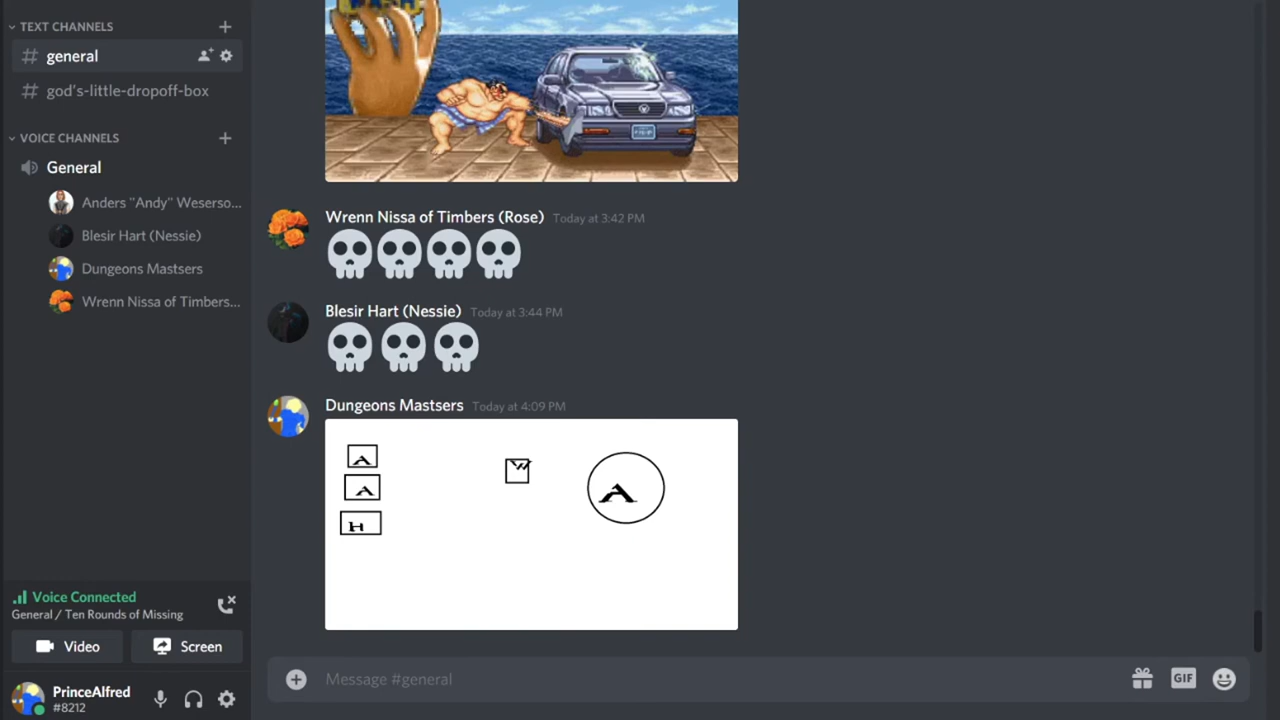 TEXT CHANNELS
general
god's-little-dropoff-box
VOICE CHANNELS
General
Anders "Andy" Weserso...
Blesir Hart (Nessie)
Dungeons Mastsers
Wrenn Nissa of Timbers...
Voice Connected
General / Ten Rounds of Missing
Video
Screen
PrinceAlfred
#8212
Wrenn Nissa of Timbers (Rose) Today at 3:42 PM
Blesir Hart (Nessie) Today at 3:44 PM
Dungeons Mastsers Today at 4:09 PM
A
A
H
W
A
Message #general
GIF